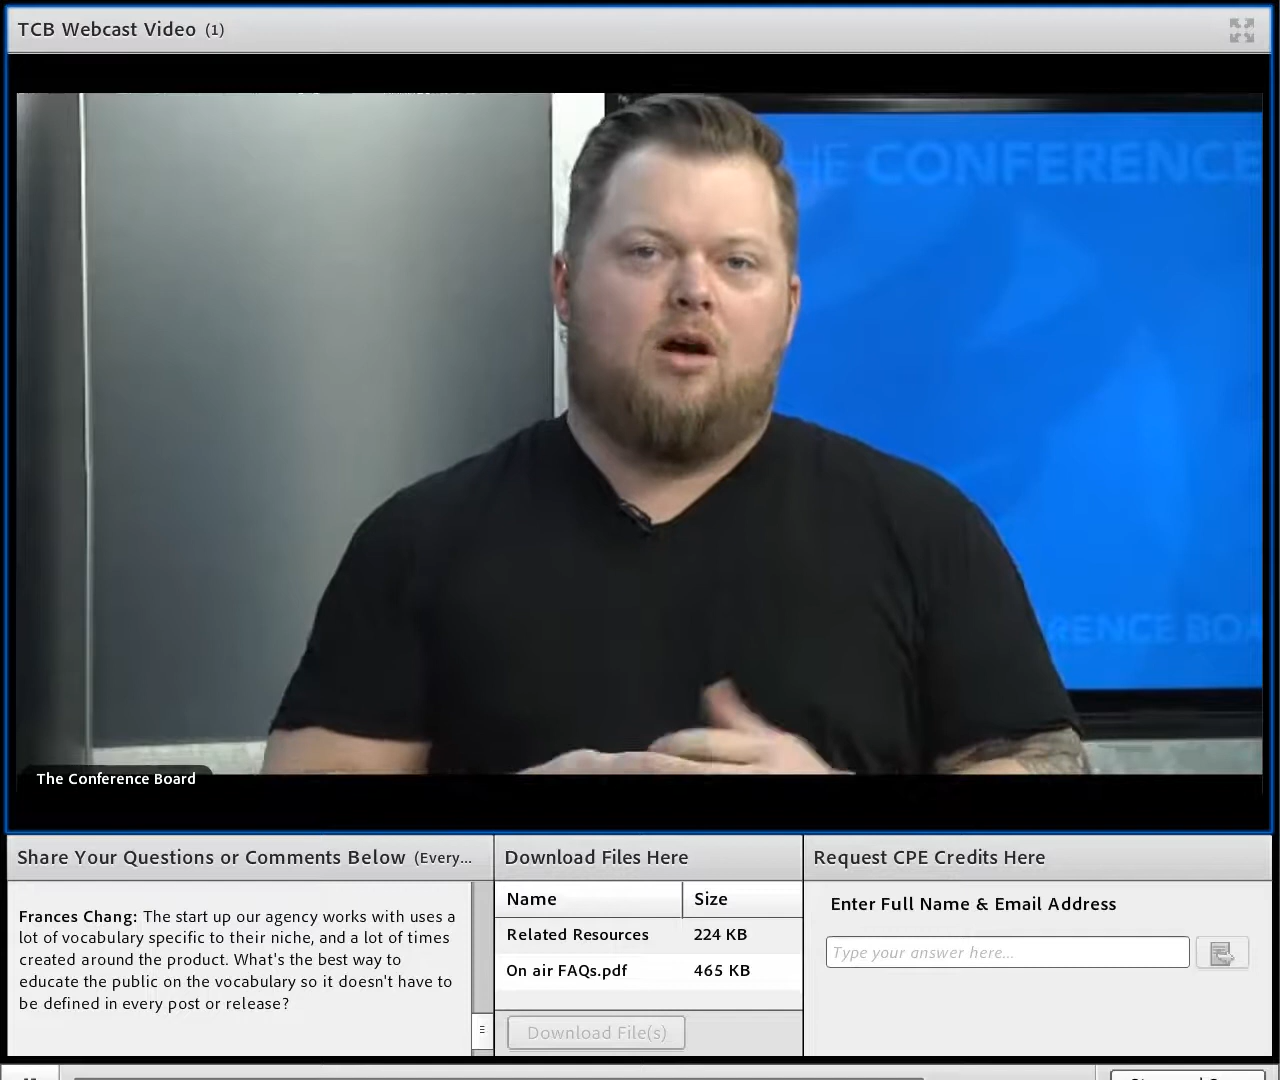 TCB Webcast Video (1)
THE CONFERENCE
The Conference Board
Share Your Questions or Comments Below (Every...
Download Files Here
Request CPE Credits Here
Frances Chang: The start up our agency works with uses a
lot of vocabulary specific to their niche, and a lot of times
created around the product. What's the best way to
educate the public on the vocabulary so it doesn't have to
be defined in every post or release?
Name Size
Related Resources 224 KB
On air FAQs.pdf 465 KB
Download File(s)
Enter Full Name & Email Address
Type your answer here...